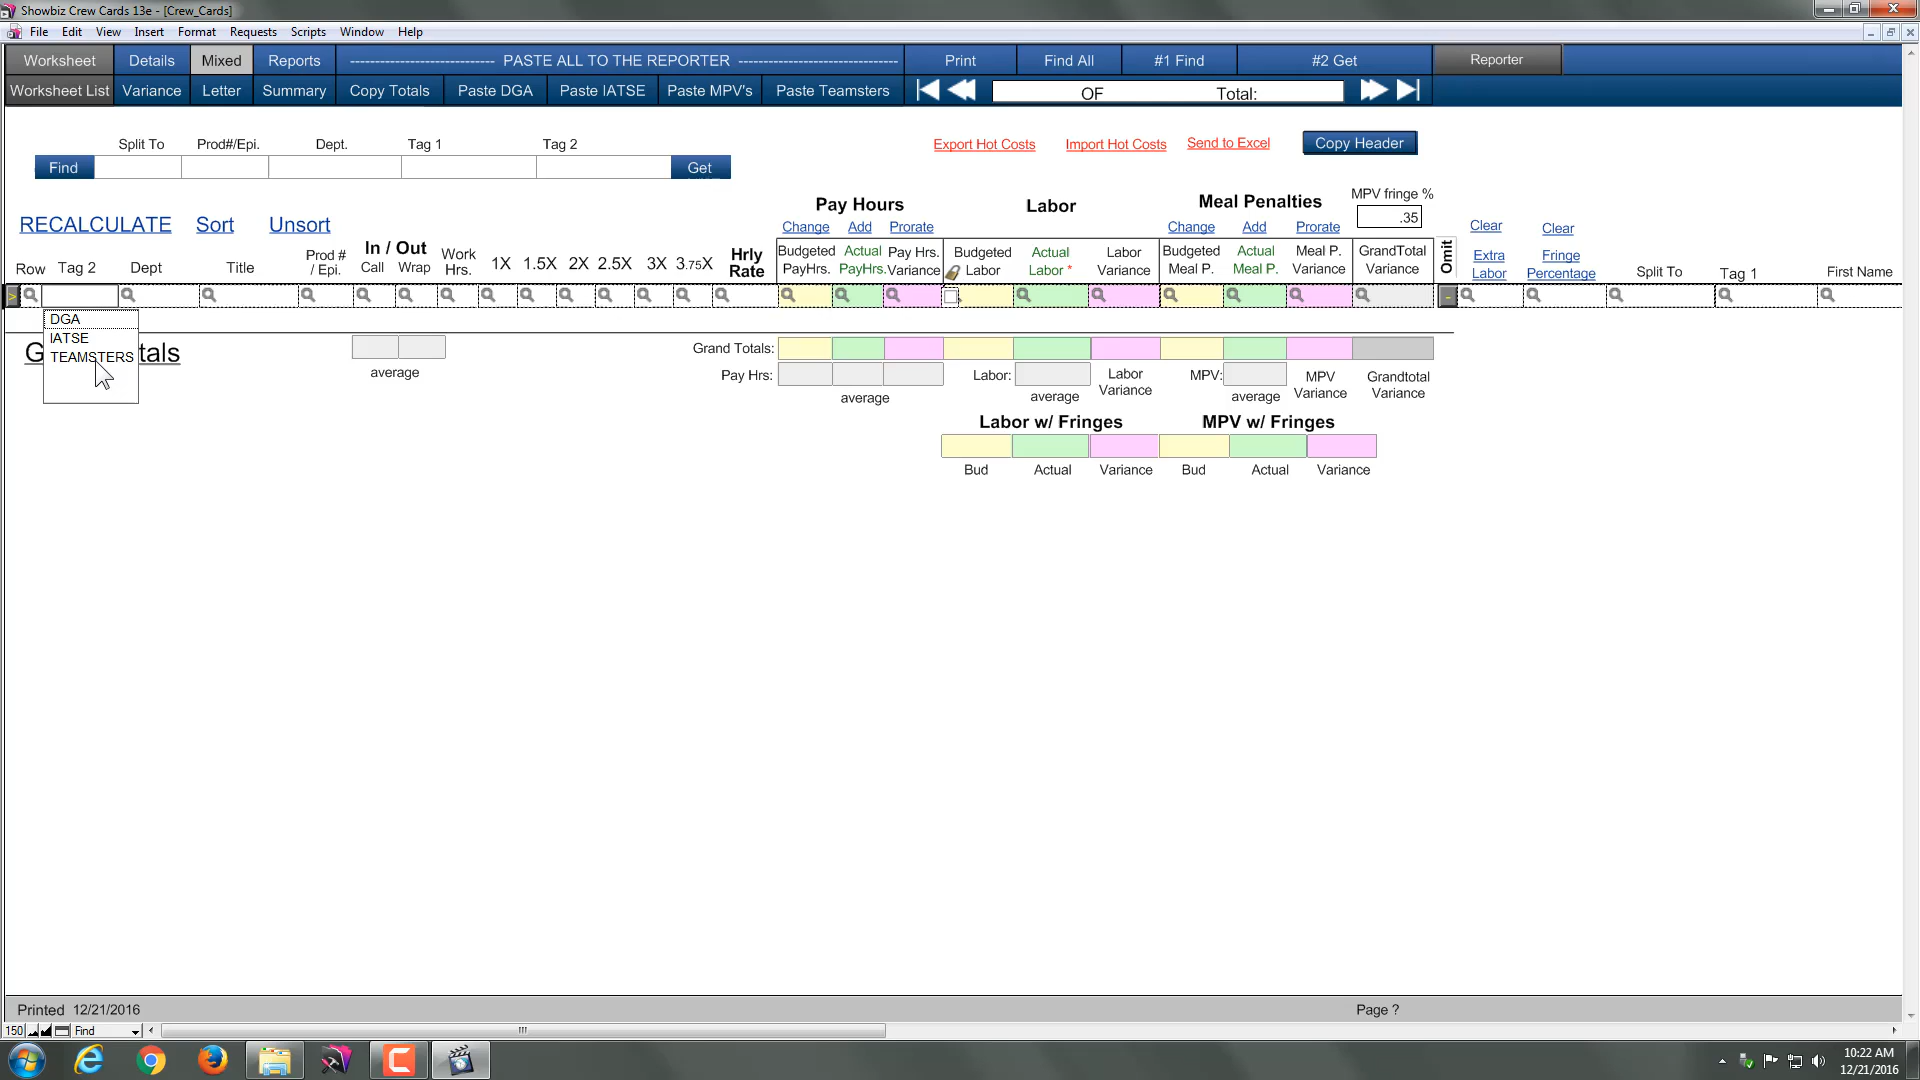 Showbiz Crew Cards 13e - [Crew_Cards]
File Edit View Insert Format Requests Scripts Window Help
Worksheet Details Mixed Reports ---------------------------- PASTE ALL TO THE REPORTER ------------------------------- Print Find All #1 Find #2 Get Reporter
Worksheet List Variance Letter Summary Copy Totals Paste DGA Paste IATSE Paste MPV's Paste Teamsters OF Total:
Split To Prod#/Epi. Dept. Tag 1 Tag 2 Export Hot Costs Import Hot Costs Send to Excel Copy Header
Find Get
Pay Hours Labor Meal Penalties MPV fringe %
.35
RECALCULATE Sort Unsort Change Add Prorate Change Add Prorate Clear Clear
Row Tag 2 Dept Title Prod # / Epi. In / Out Call Wrap Work Hrs. 1X 1.5X 2X 2.5X 3X 3.75X Hrly Rate Budgeted PayHrs. Actual PayHrs. Pay Hrs. Variance Budgeted Labor Actual Labor * Labor Variance Budgeted Meal P. Actual Meal P. Meal P. Variance GrandTotal Variance Omit Extra Labor Fringe Percentage Split To Tag 1 First Name
> -
DGA
IATSE
TEAMSTERS
G tals Grand Totals:
average Pay Hrs: Labor: Labor Variance MPV: MPV Variance Grandtotal Variance
average average average
Labor w/ Fringes MPV w/ Fringes
Bud Actual Variance Bud Actual Variance
Printed 12/21/2016 Page ?
150 Find
10:22 AM
12/21/2016